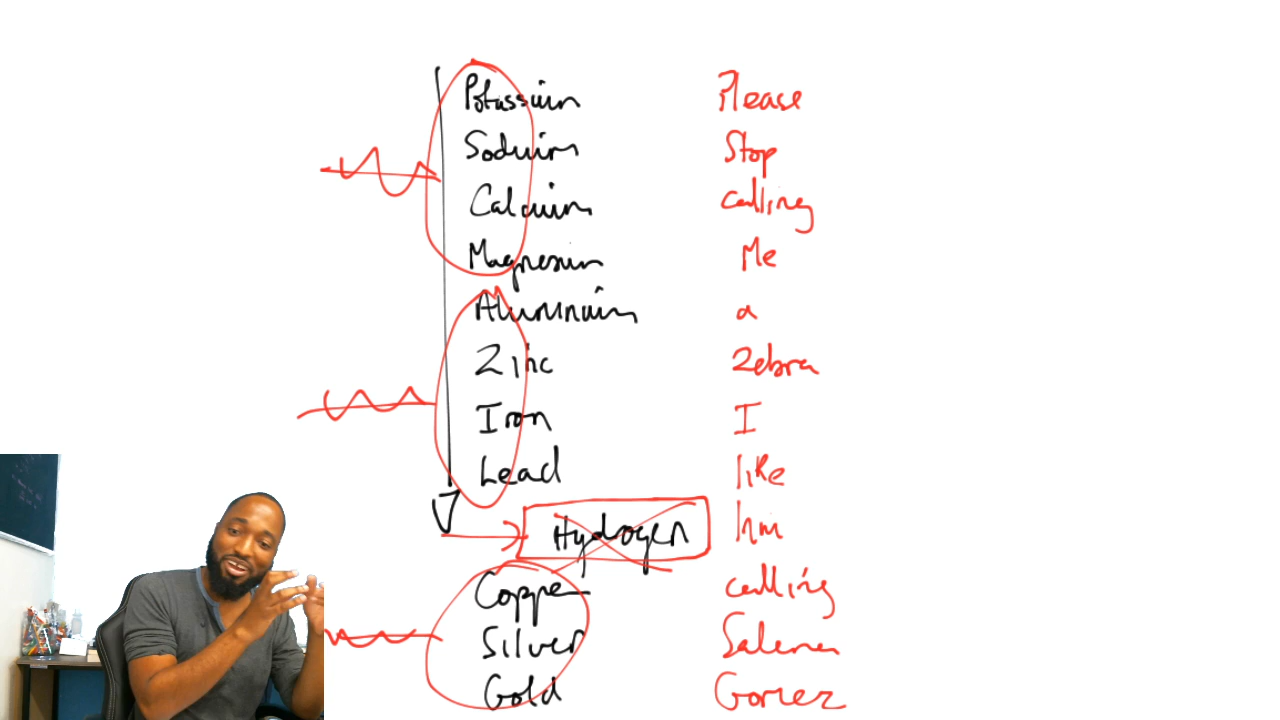 Potassium Please
Sodium Stop
Calcium calling
Magnesium Me
Aluminium a
Zinc Zebra
Iron I
Lead like
Hydrogen him
Copper calling
Silver Salena
Gold Gomez